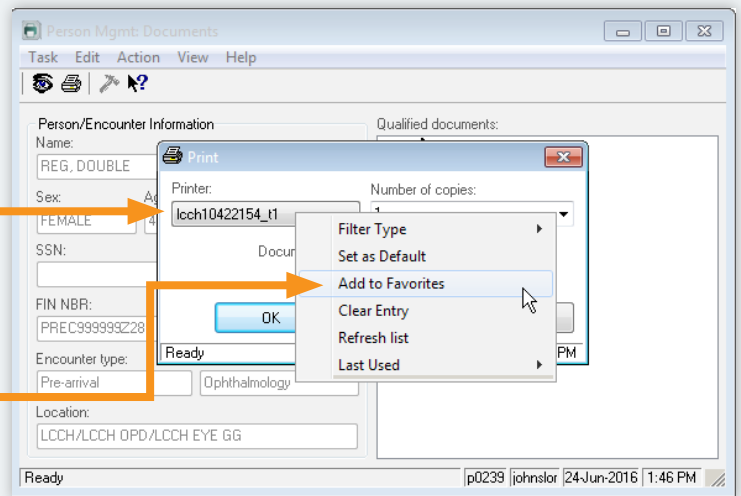 Person Mgmt: Documents
Task Edit Action View Help
Person/Encounter Information
Qualified documents:
Name:
REG, DOUBLE
Print
Sex:
Printer:
Number of copies:
FEMALE
lcch10422154_t1
SSN:
Filter Type
Set as Default
Add to Favorites
Clear Entry
Refresh list
Last Used
FIN NBR:
OK
PREC999999Z28
Ready
PM
Encounter type:
Pre-arrival
Ophthalmology
Location:
LCCH/LCCH OPD/LCCH EYE GG
Ready
p0239 johnslor 24-Jun-2016 1:46 PM